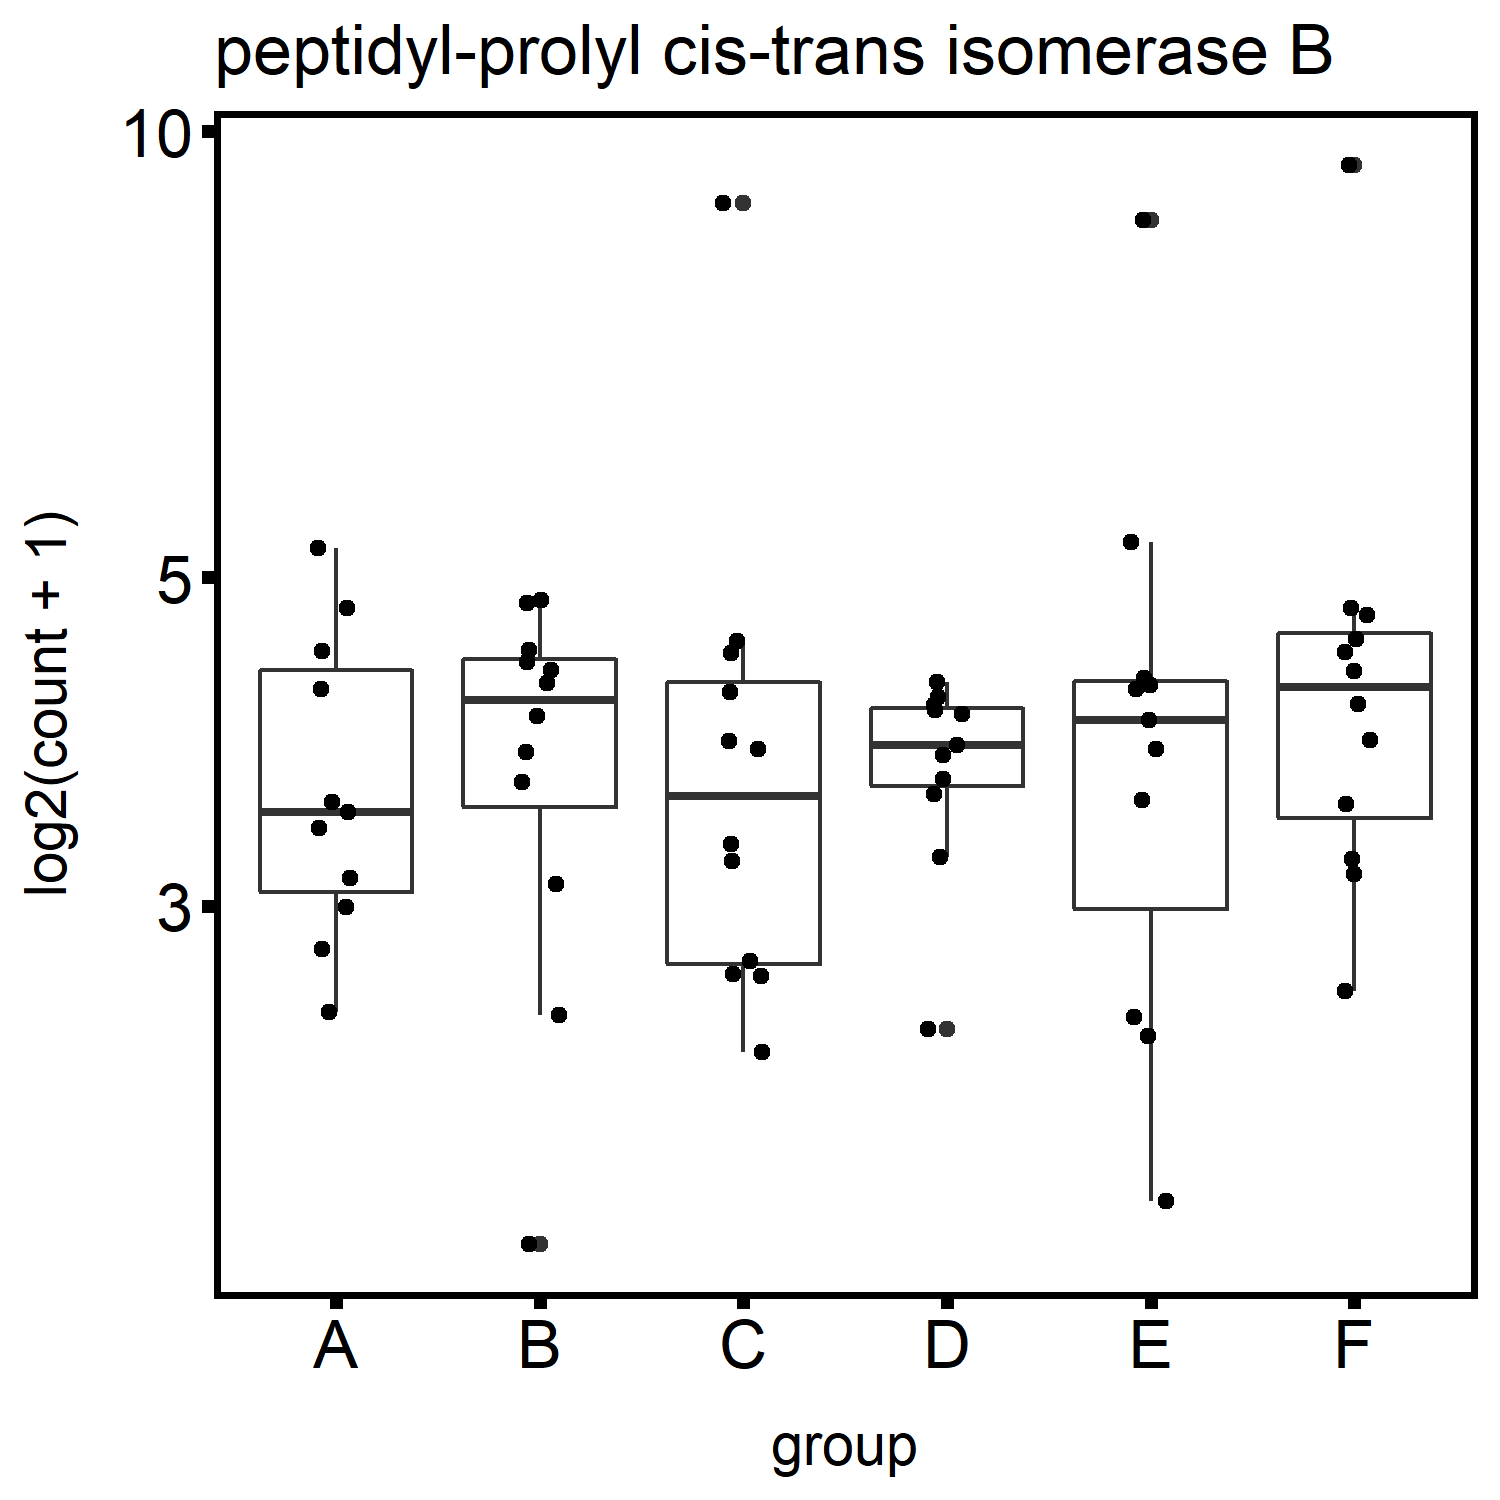 peptidyl-prolyl cis-trans isomerase B
10
5
3
log2(count + 1)
A B C D E F
group